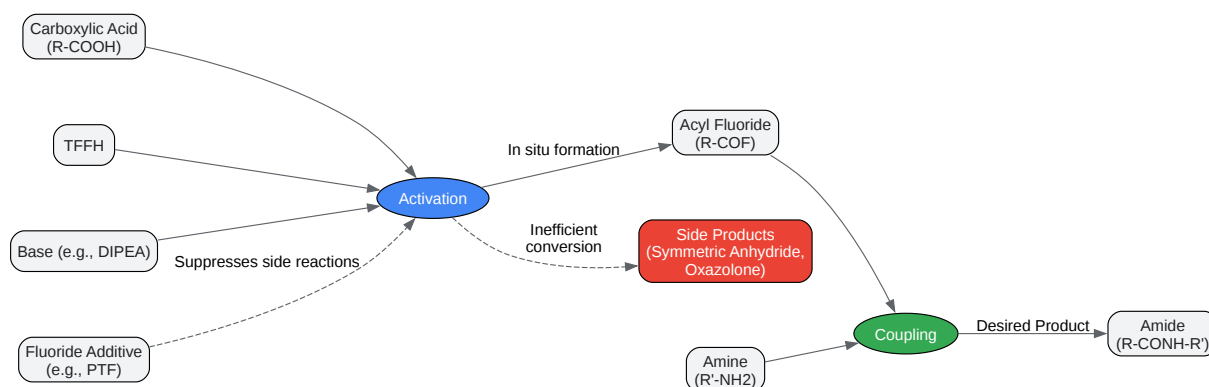 Carboxylic Acid
(R-COOH)
TFFH
Base (e.g., DIPEA)
Fluoride Additive
(e.g., PTF)
Suppresses side reactions
Activation
In situ formation
Inefficient
conversion
Acyl Fluoride
(R-COF)
Side Products
(Symmetric Anhydride,
Oxazolone)
Amine
(R'-NH2)
Coupling
Desired Product
Amide
(R-CONH-R')